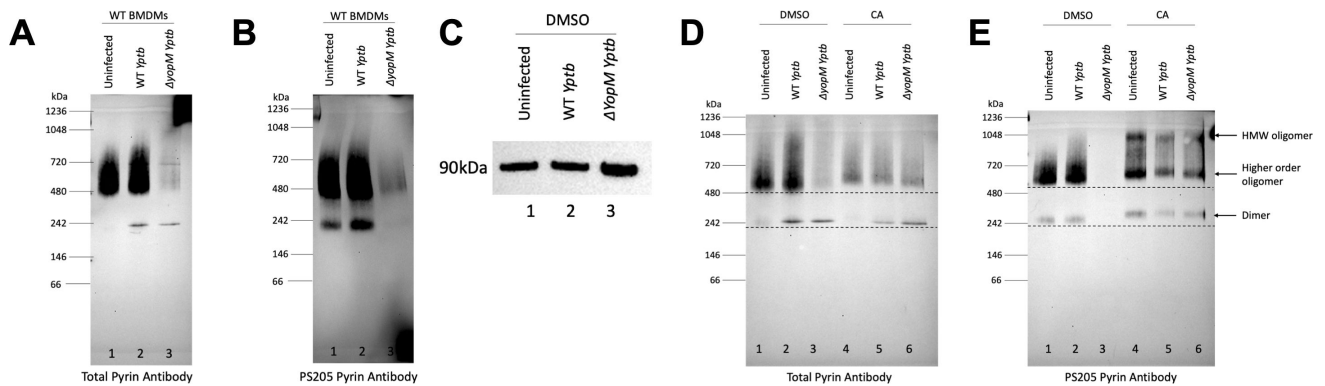 A
WT BMDMs
Uninfected
WT Yptb
ΔyopM Yptb
kDa
1236
1048
720
480
242
146
66
1 2 3
Total Pyrin Antibody
B
WT BMDMs
Uninfected
WT Yptb
ΔyopM Yptb
kDa
1236
1048
720
480
242
146
66
1 2 3
PS205 Pyrin Antibody
C
DMSO
Uninfected
WT Yptb
ΔYopM Yptb
90kDa
1 2 3
D
DMSO CA
Uninfected
WT Yptb
ΔyopM Yptb
Uninfected
WT Yptb
ΔyopM Yptb
kDa
1236
1048
720
480
242
146
66
1 2 3 4 5 6
Total Pyrin Antibody
E
DMSO CA
Uninfected
WT Yptb
ΔyopM Yptb
Uninfected
WT Yptb
ΔyopM Yptb
kDa
1236
1048
720
480
242
146
66
HMW oligomer
Higher order
oligomer
Dimer
1 2 3 4 5 6
PS205 Pyrin Antibody